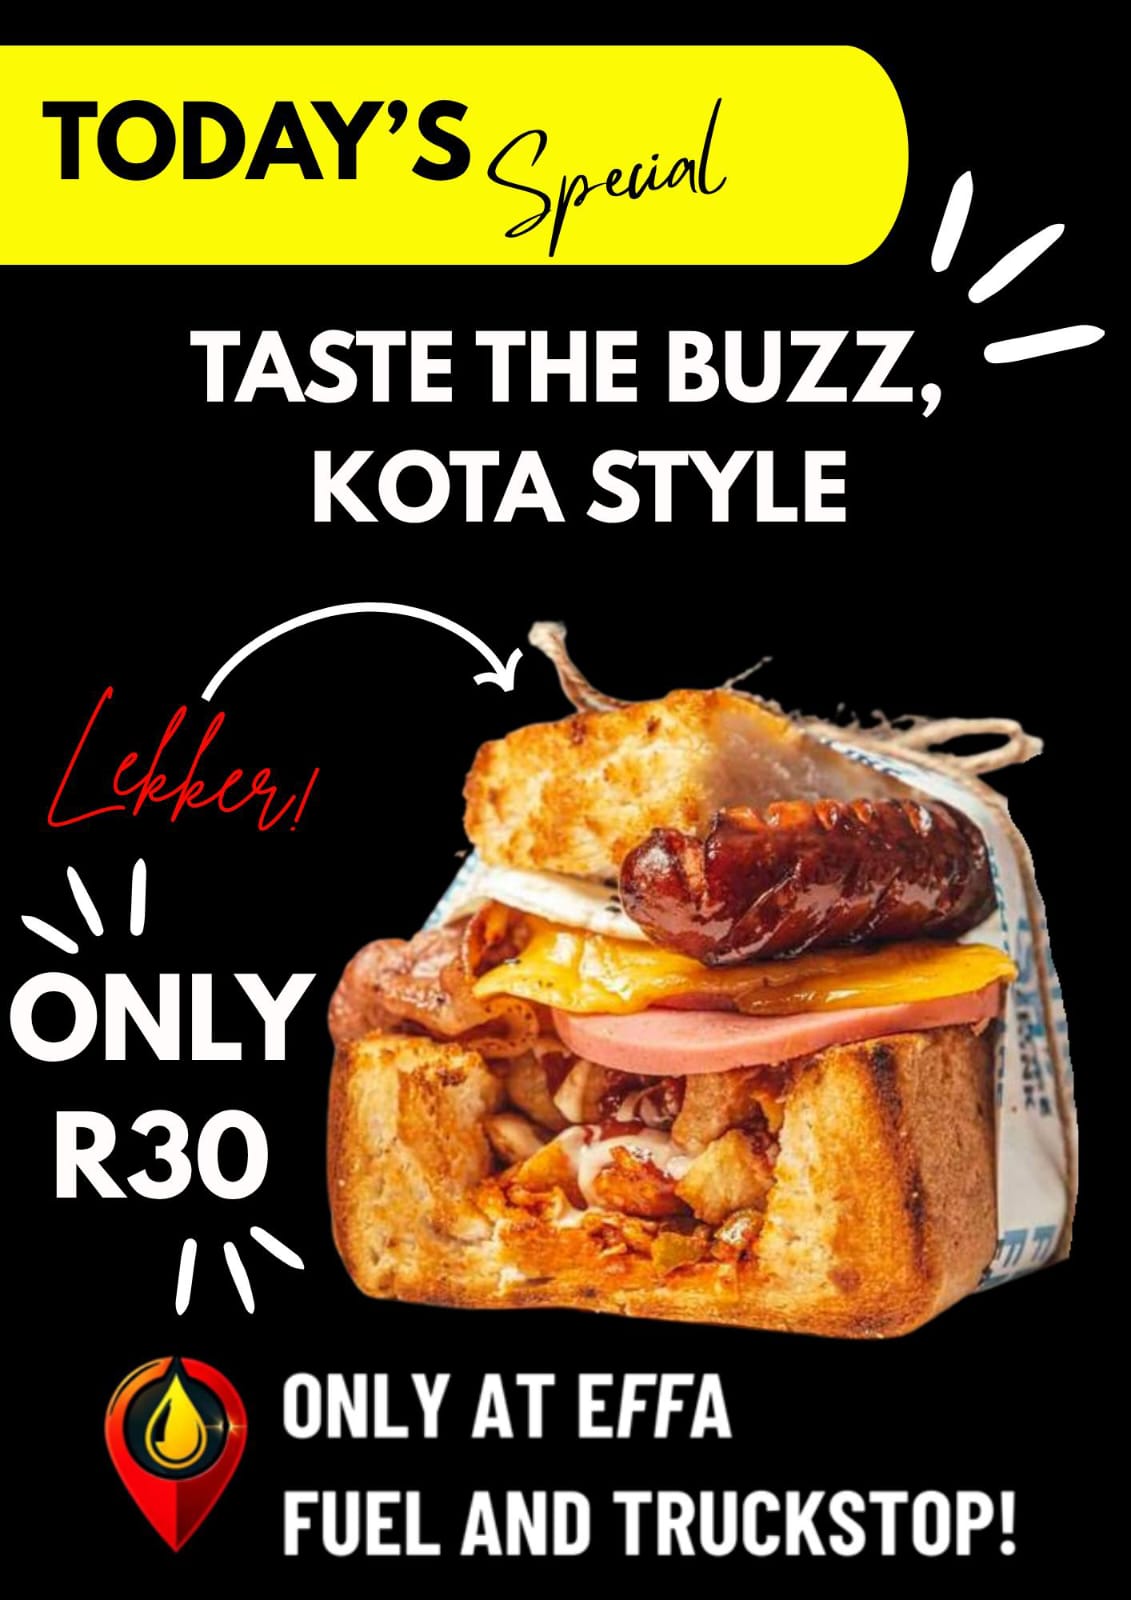 TODAY'S Special
TASTE THE BUZZ,
KOTA STYLE
Lekker!
ONLY
R30
ONLY AT EFFA
FUEL AND TRUCKSTOP!